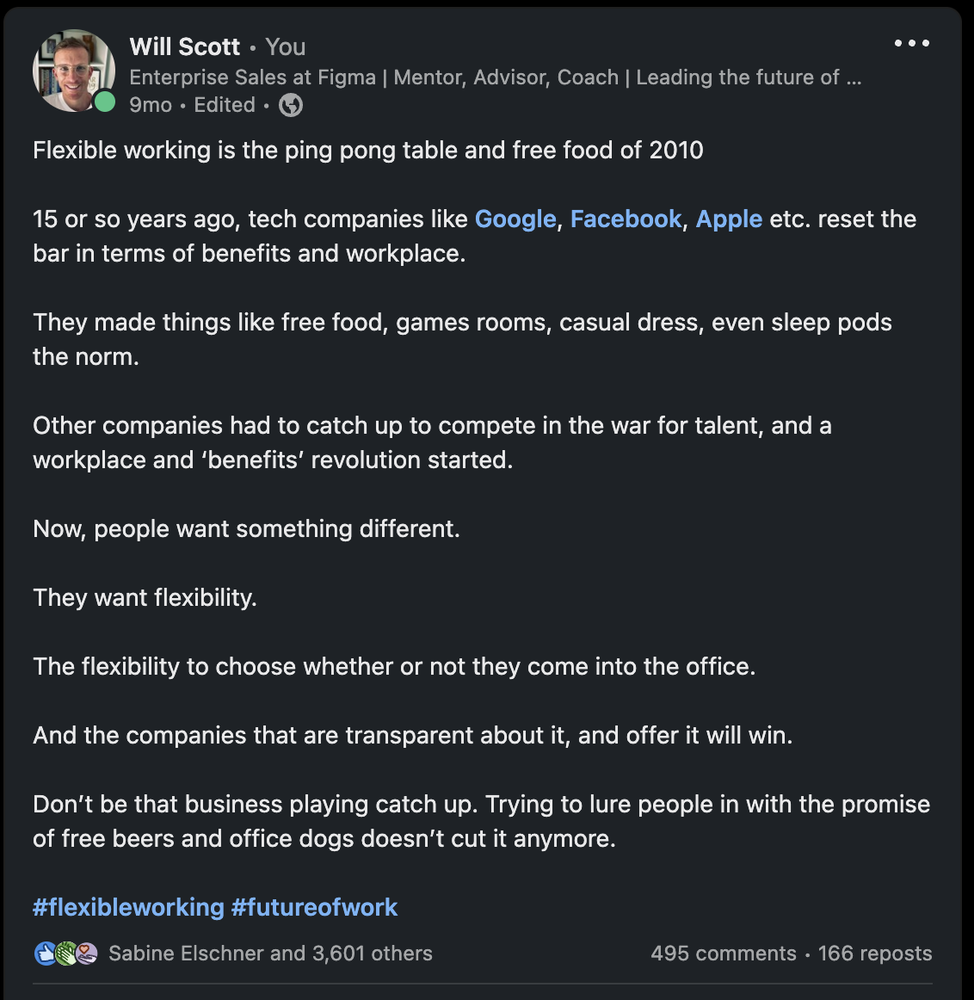 Will Scott • You
Enterprise Sales at Figma | Mentor, Advisor, Coach | Leading the future of ...
9mo • Edited •
Flexible working is the ping pong table and free food of 2010
15 or so years ago, tech companies like Google, Facebook, Apple etc. reset the
bar in terms of benefits and workplace.
They made things like free food, games rooms, casual dress, even sleep pods
the norm.
Other companies had to catch up to compete in the war for talent, and a
workplace and ‘benefits’ revolution started.
Now, people want something different.
They want flexibility.
The flexibility to choose whether or not they come into the office.
And the companies that are transparent about it, and offer it will win.
Don’t be that business playing catch up. Trying to lure people in with the promise
of free beers and office dogs doesn’t cut it anymore.
#flexibleworking #futureofwork
Sabine Elschner and 3,601 others 495 comments • 166 reposts